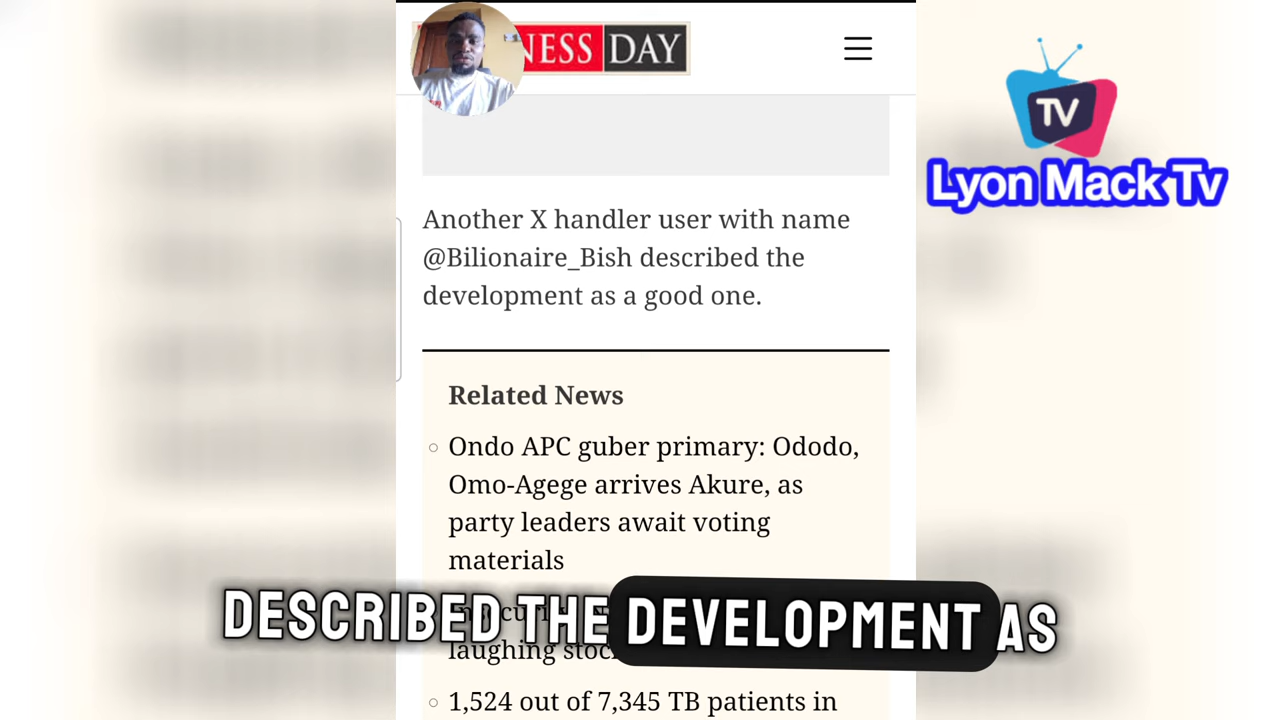 NESS DAY
TV
Lyon Mack Tv
Another X handler user with name
@Bilionaire_Bish described the
development as a good one.
Related News
Ondo APC guber primary: Ododo,
Omo-Agege arrives Akure, as
party leaders await voting
materials
DESCRIBED THE DEVELOPMENT AS
laughing
1,524 out of 7,345 TB patients in